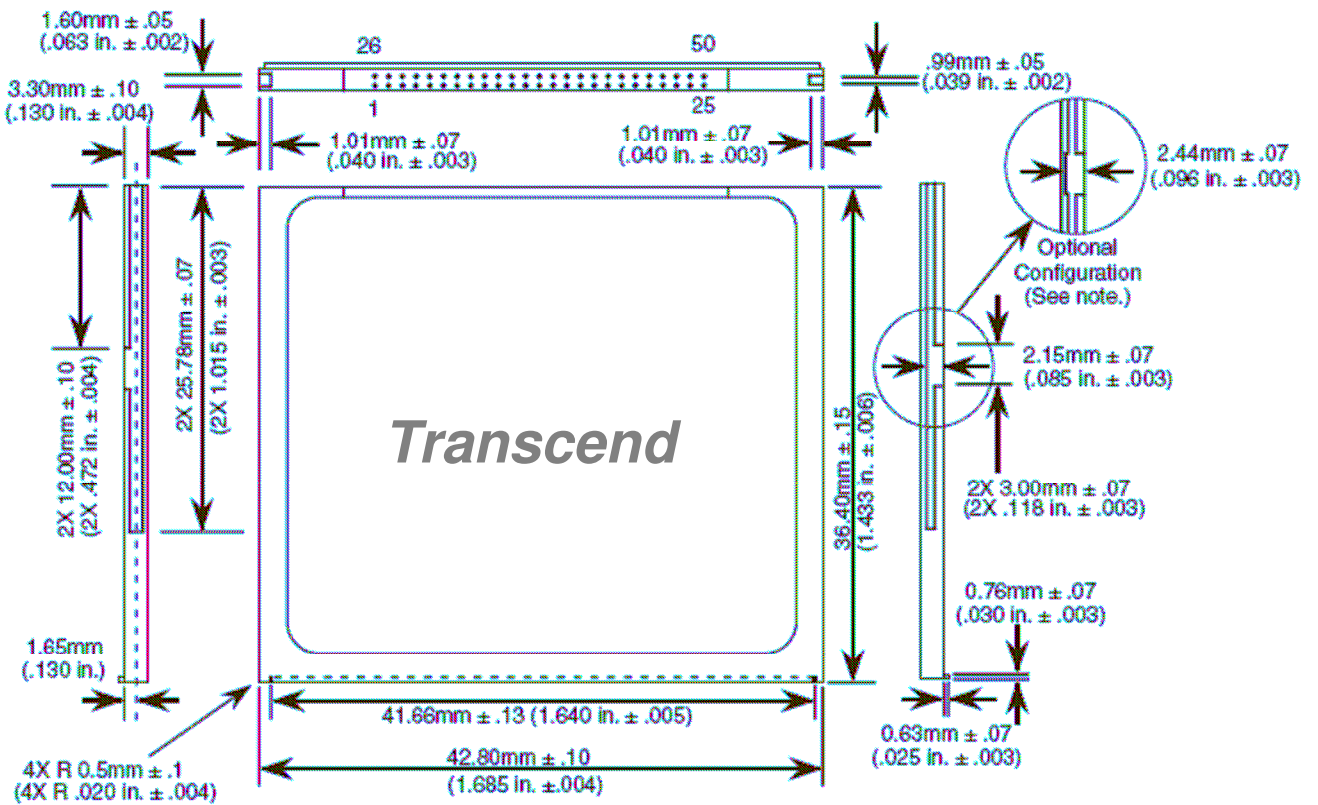 1.60mm ± .05
(.063 in. ± .002)
26
50
.99mm ± .05
(.039 in. ± .002)
3.30mm ± .10
(.130 in. ± .004)
1
25
1.01mm ± .07
(.040 in. ± .003)
1.01mm ± .07
(.040 in. ± .003)
2.44mm ± .07
(.096 in. ± .003)
Optional
Configuration
(See note.)
2X 12.00mm ± .10
(2X .472 in. ± .004)
2X 25.78mm ± .07
(2X 1.015 in. ± .003)
Transcend
36.40mm ± .15
(1.433 in. ± .006)
2.15mm ± .07
(.085 in. ± .003)
2X 3.00mm ± .07
(2X .118 in. ± .003)
0.76mm ± .07
(.030 in. ± .003)
1.65mm
(.130 in.)
41.66mm ± .13 (1.640 in. ± .005)
0.63mm ± .07
(.025 in. ± .003)
42.80mm ± .10
(1.685 in. ±.004)
4X R 0.5mm ± .1
(4X R .020 in. ± .004)